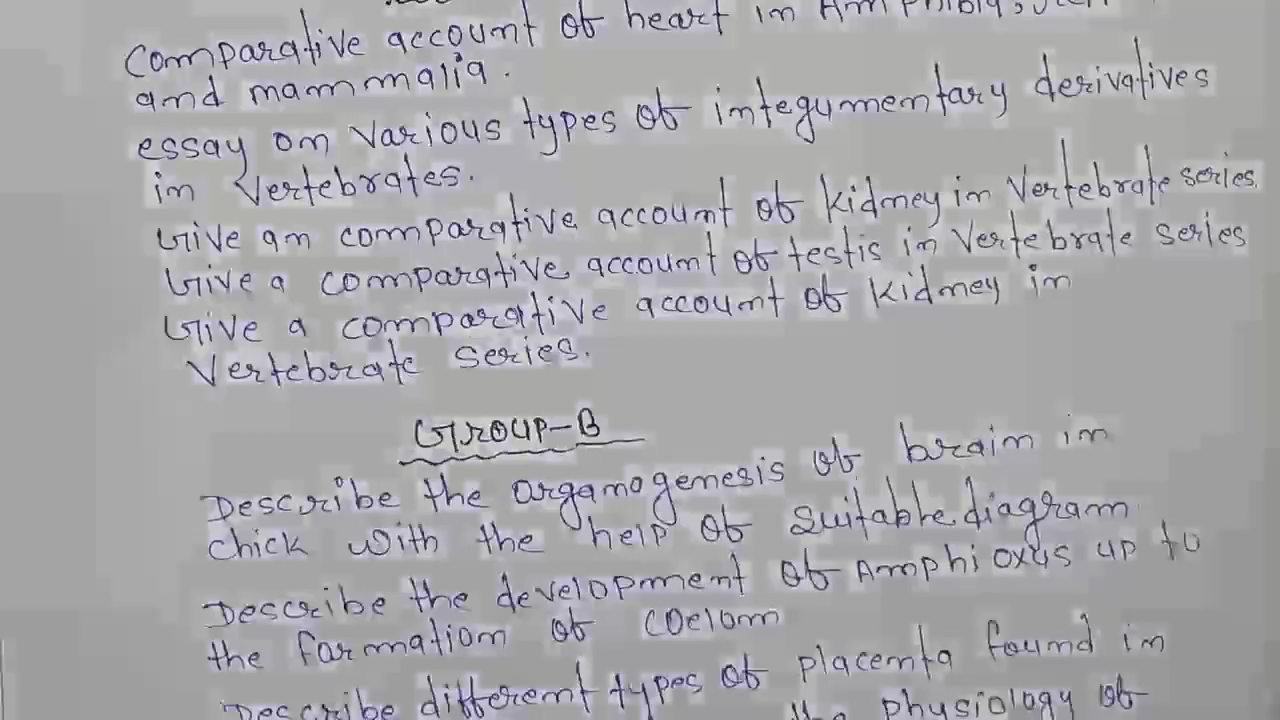 Comparative account of heart in Amphibia,
and mammalia.
essay on various types of integumentary derivatives
in Vertebrates.
Give an comparative account of kidney in Vertebrate series.
Give a comparative account of testis in Vertebrate series
Give a comparative account of kidney in
Vertebrate series.
Group-B
Describe the organogenesis of brain in
chick with the help of suitable diagram
Describe the development of Amphioxus up to
the formation of coelom
Describe different types of placenta found in
the physiology of